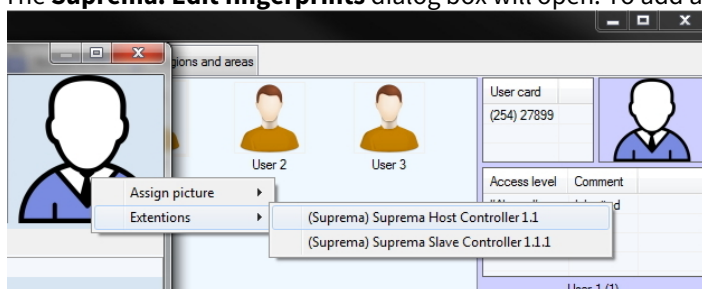 The Suprema. Edit fingerprints dialog box will open. To add a
gions and areas
User card
(254) 27899
User 2
User 3
Access level Comment
Assign picture
Extentions
(Suprema) Suprema Host Controller 1.1
(Suprema) Suprema Slave Controller 1.1.1
User 1 (1)